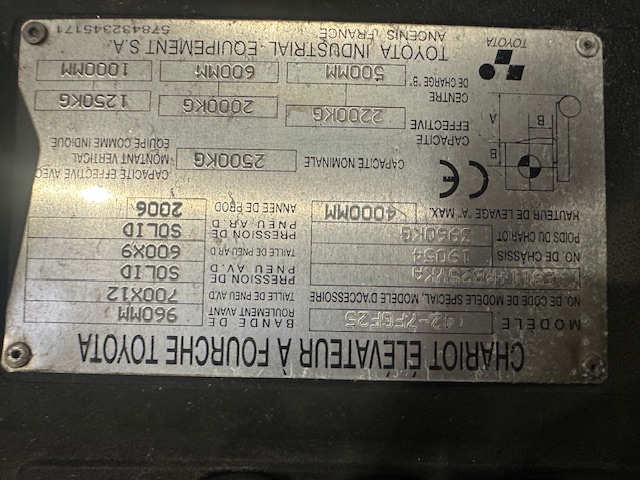 CHARIOT ÉLÉVATEUR À FOURCHE TOYOTA
MODELE 42-7FGF25
BANDE DE ROULEMENT AVANT 960MM
NO. DE CODE DE MODELE SPECIAL, MODELE D'ACCESSOIRE
TAILLE DE PNEU AV.D 700X12
NO. DE CHASSIS 19054
PRESSION DE PNEU AV.D SOLID
POIDS DU CHARIOT 3960KG
TAILLE DE PNEU AR.D 600X9
HAUTEUR DE LEVAGE "A" MAX. 4000MM
PRESSION DE PNEU AR.D SOLID
ANNEE DE PROD 2006
CE
CAPACITE NOMINALE 2500KG
CAPACITE EFFECTIVE AVEC
MONTANT VERTICAL
EQUIPE COMME INDIQUE
B
B
A
CAPACITE EFFECTIVE 2200KG 2000KG 1250KG
CENTRE DE CHARGE "B" 500MM 600MM 1000MM
TOYOTA
TOYOTA INDUSTRIAL EQUIPEMENT S.A.
ANCENIS FRANCE
578432345171